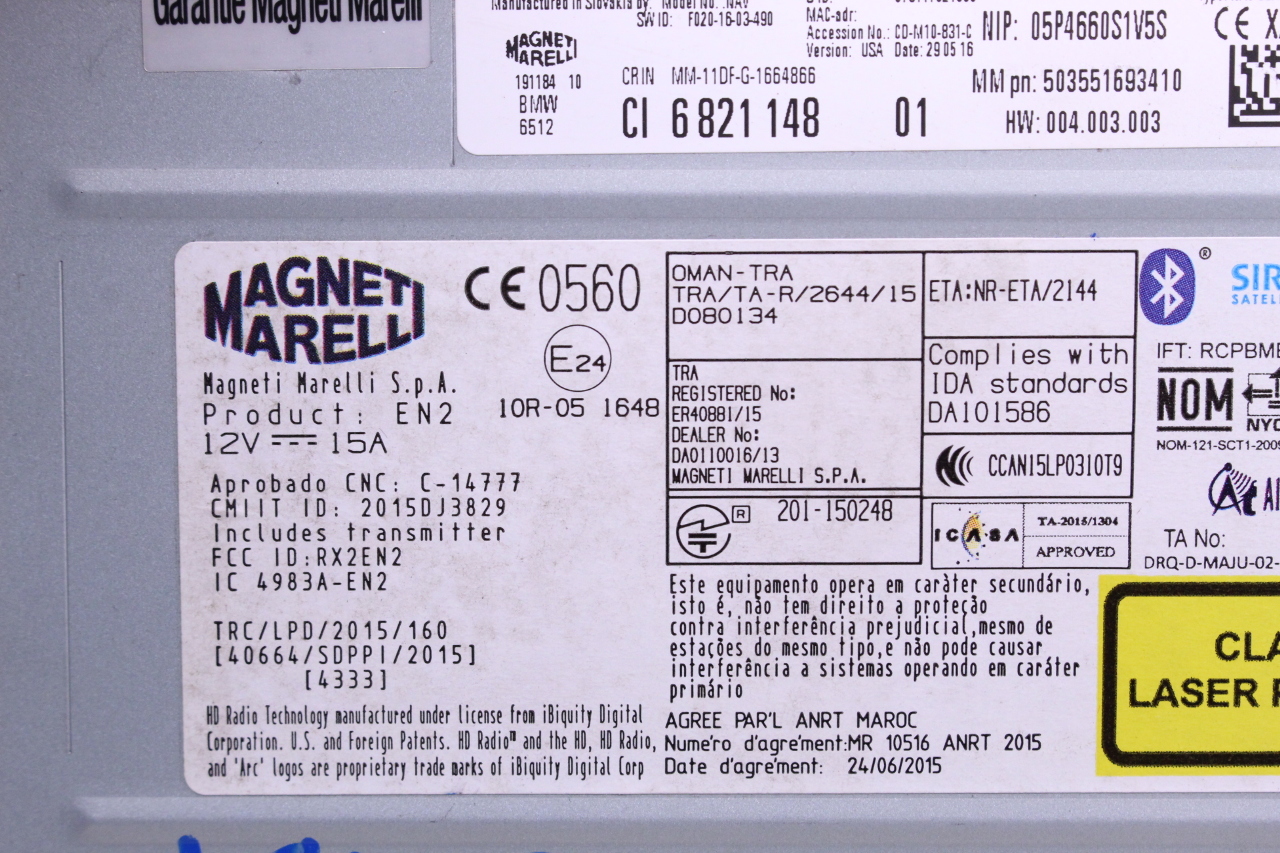 Garantie Magneti Marelli
Manufactured in Slovakia by: Model No.: NAV
SW ID: F020-16-03-490
MAC-adr:
Accession No.: CD-M10-831-C
Version: USA Date: 29 05 16
NIP: 05P4660S1V5S
CE
MAGNETI
MARELLI
191184 10
BMW
6512
CRIN MM-11DF-G-1664866
CI 6 821 148 01
MM pn: 503551693410
HW: 004.003.003
MAGNETI
MARELLI
CE 0560
E24
10R-05 1648
Magneti Marelli S.p.A.
Product: EN2
12V 15A
Aprobado CNC: C-14777
CMIIT ID: 2015DJ3829
Includes transmitter
FCC ID:RX2EN2
IC 4983A-EN2
TRC/LPD/2015/160
[40664/SDPPI/2015]
[4333]
HD Radio Technology manufactured under license from iBiquity Digital
Corporation. U.S. and Foreign Patents. HD Radio™ and the HD, HD Radio,
and 'Arc' logos are proprietary trade marks of iBiquity Digital Corp
OMAN-TRA
TRA/TA-R/2644/15
D080134
TRA
REGISTERED No:
ER40881/15
DEALER No:
DA0110016/13
MAGNETI MARELLI S.P.A.
R 201-150248
ETA:NR-ETA/2144
Complies with
IDA standards
DA101586
CCAN15LP0310T9
ICASA
TA-2015/1304
APPROVED
Este equipamento opera em caràter secundário,
isto é, não tem direito a proteção
contra interferência prejudicial,mesmo de
estações do mesmo tipo,e não pode causar
interferência a sistemas operando em caráter
primário
AGREE PAR'L ANRT MAROC
Nume'ro d'agre'ment:MR 10516 ANRT 2015
Date d'agre'ment: 24/06/2015
®
SIR
SATELL
IFT: RCPBME
NOM
NYC
NOM-121-SCT1-2009
TA No:
DRQ-D-MAJU-02-
CLA
LASER P